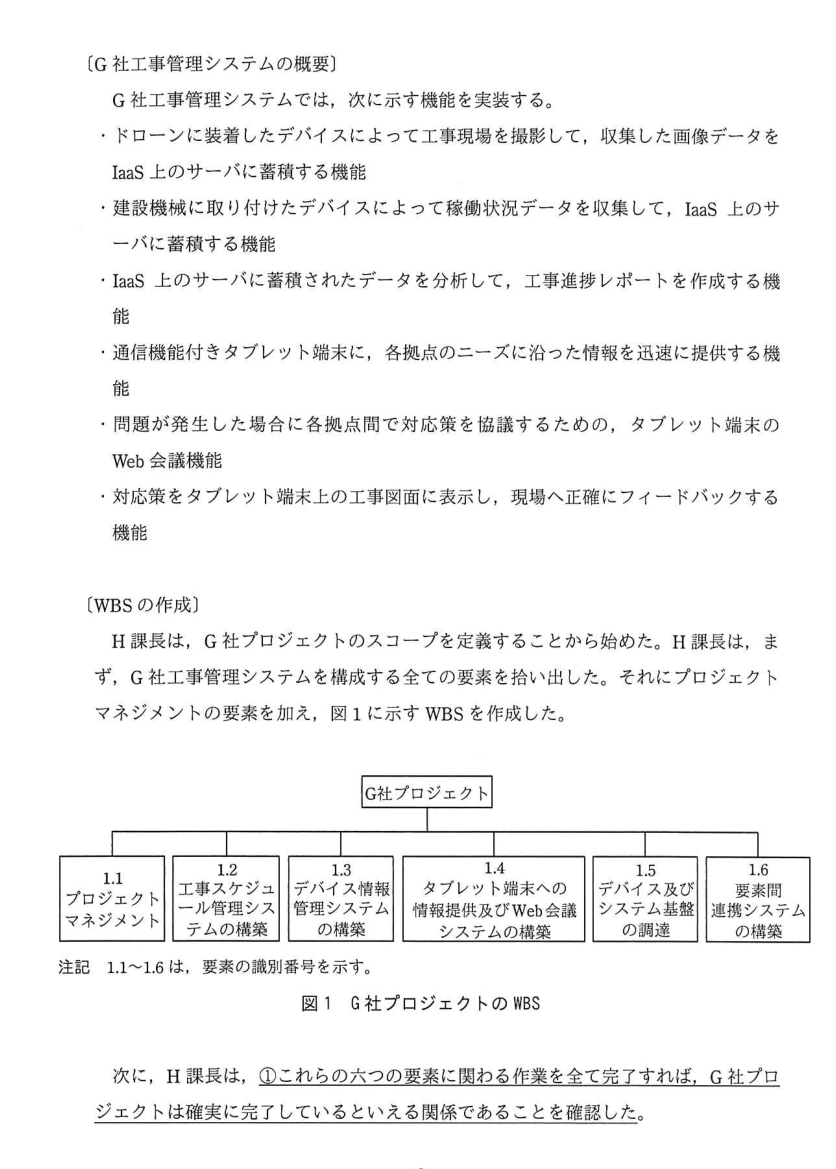 〔G 社工事管理システムの概要〕
G 社工事管理システムでは，次に示す機能を実装する。
・ドローンに装着したデバイスによって工事現場を撮影して，収集した画像データを
IaaS 上のサーバに蓄積する機能
・建設機械に取り付けたデバイスによって稼働状況データを収集して，IaaS 上のサ
ーバに蓄積する機能
・IaaS 上のサーバに蓄積されたデータを分析して，工事進捗レポートを作成する機
能
・通信機能付きタブレット端末に，各拠点のニーズに沿った情報を迅速に提供する機
能
・問題が発生した場合に各拠点間で対応策を協議するための，タブレット端末の
Web 会議機能
・対応策をタブレット端末上の工事図面に表示し，現場へ正確にフィードバックする
機能
〔WBS の作成〕
H 課長は，G 社プロジェクトのスコープを定義することから始めた。H 課長は，ま
ず，G 社工事管理システムを構成する全ての要素を拾い出した。それにプロジェクト
マネジメントの要素を加え，図 1 に示す WBS を作成した。
G社プロジェクト
1.1
プロジェクト
マネジメント
1.2
工事スケジュ
ール管理シス
テムの構築
1.3
デバイス情報
管理システム
の構築
1.4
タブレット端末への
情報提供及びWeb会議
システムの構築
1.5
デバイス及び
システム基盤
の調達
1.6
要素間
連携システム
の構築
注記　1.1～1.6 は，要素の識別番号を示す。
図 1　G 社プロジェクトの WBS
次に，H 課長は，①これらの六つの要素に関わる作業を全て完了すれば，G 社プロ
ジェクトは確実に完了しているといえる関係であることを確認した。